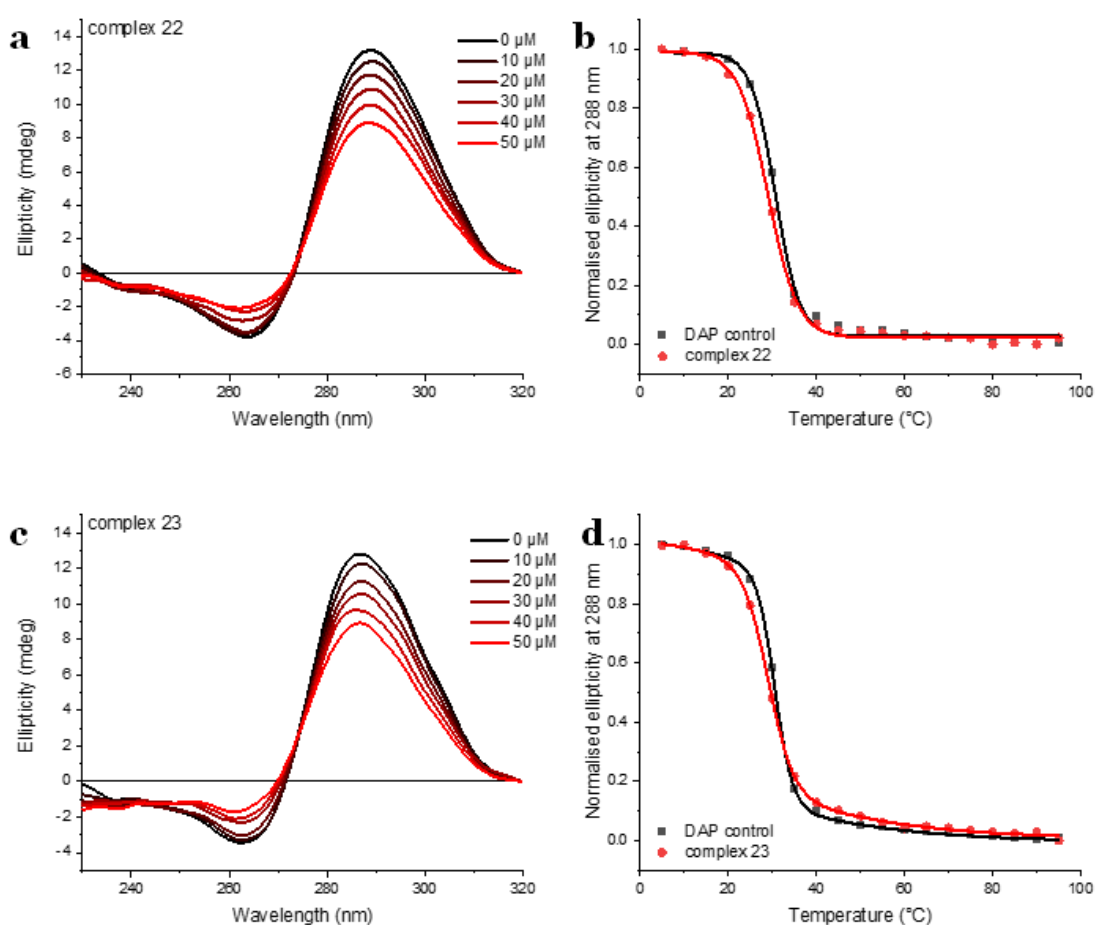 a
complex 22
0 µM
10 µM
20 µM
30 µM
40 µM
50 µM
14
12
10
8
6
4
2
0
-2
-4
-6
240
260
280
300
320
Ellipticity (mdeg)
Wavelength (nm)
b
1.0
0.8
0.6
0.4
0.2
0.0
DAP control
complex 22
0
20
40
60
80
100
Normalised ellipticity at 288 nm
Temperature (°C)
c
complex 23
0 µM
10 µM
20 µM
30 µM
40 µM
50 µM
14
12
10
8
6
4
2
0
-2
-4
240
260
280
300
320
Ellipticity (mdeg)
Wavelength (nm)
d
1.0
0.8
0.6
0.4
0.2
0.0
DAP control
complex 23
0
20
40
60
80
100
Normalised ellipticity at 288 nm
Temperature (°C)